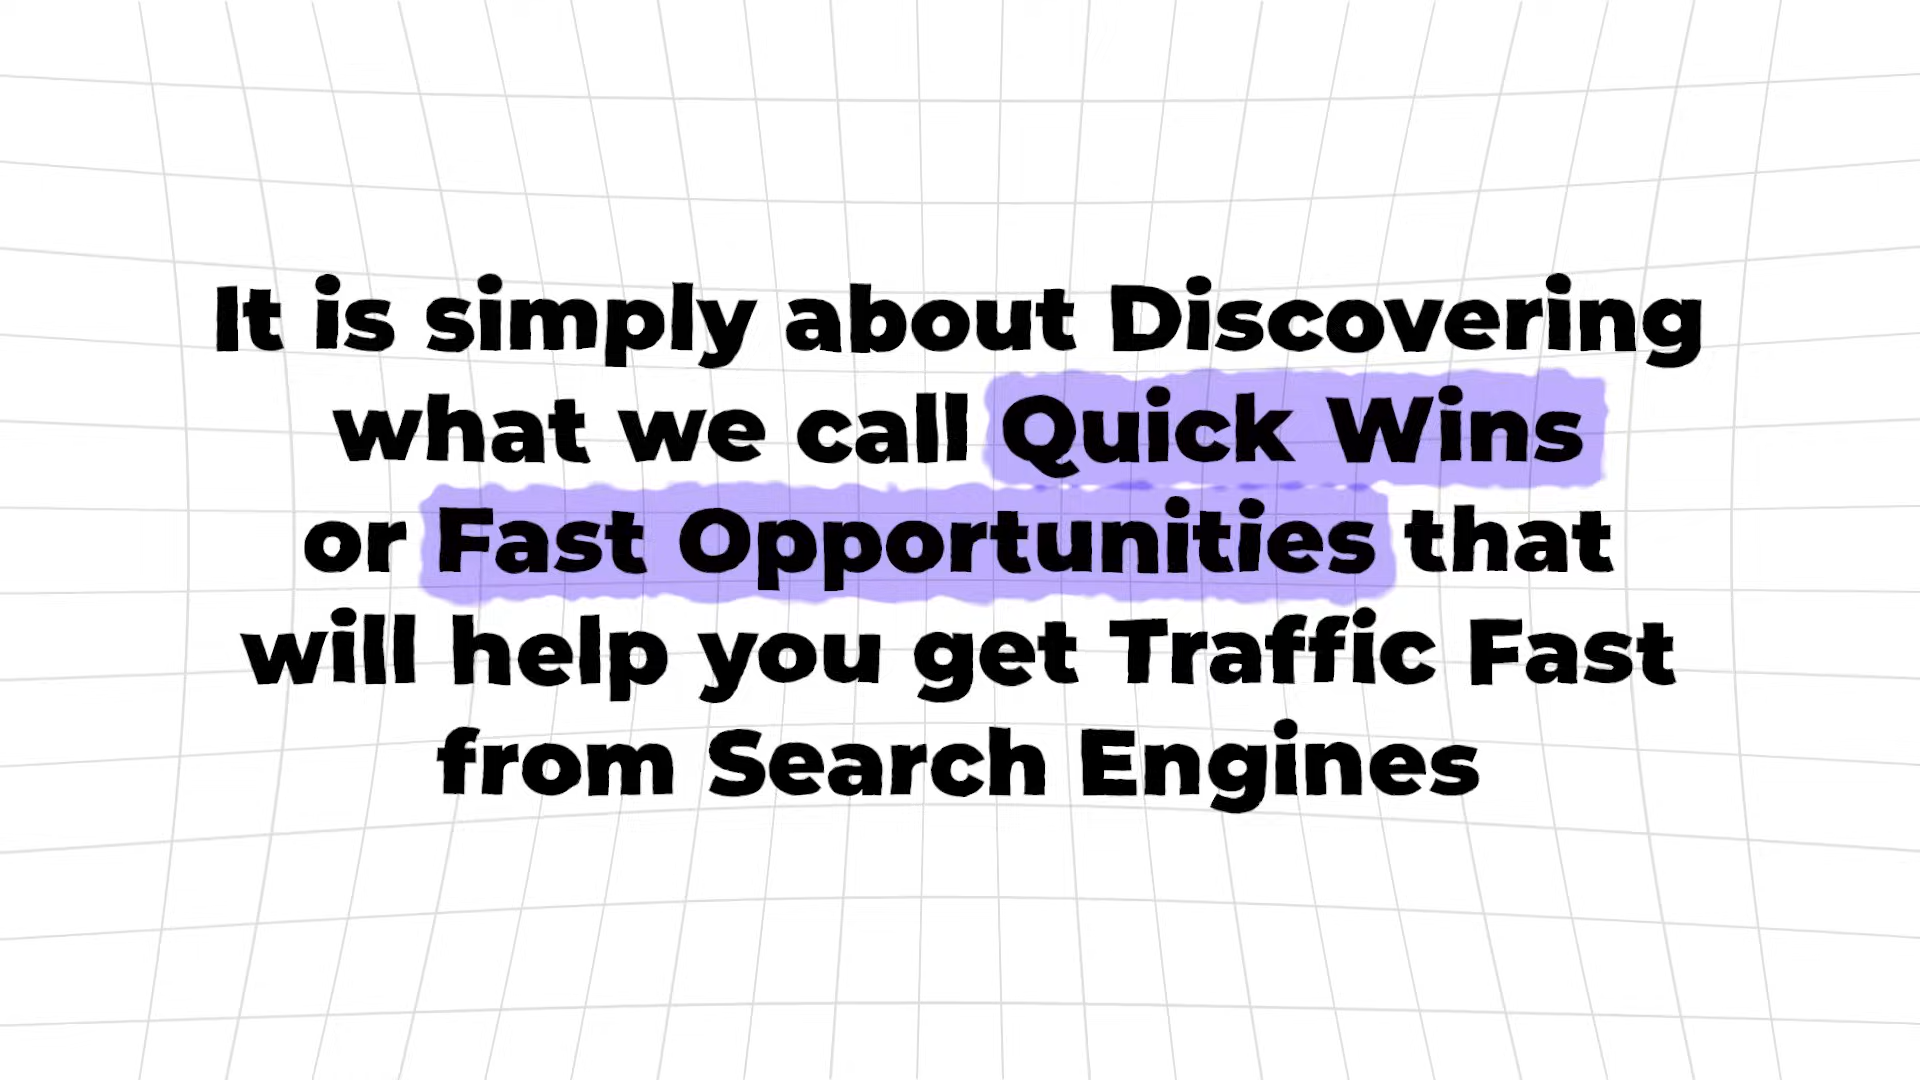 It is simply about Discovering
what we call Quick Wins
or Fast Opportunities that
will help you get Traffic Fast
from Search Engines